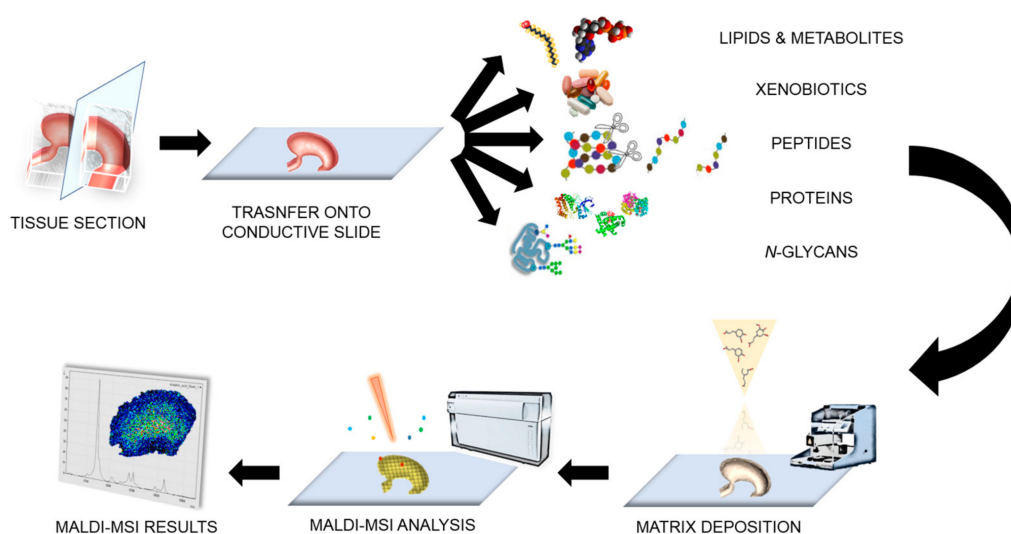 LIPIDS & METABOLITES
XENOBIOTICS
PEPTIDES
PROTEINS
N-GLYCANS
TISSUE SECTION
TRASNFER ONTO
CONDUCTIVE SLIDE
MALDI-MSI RESULTS
MALDI-MSI ANALYSIS
MATRIX DEPOSITION